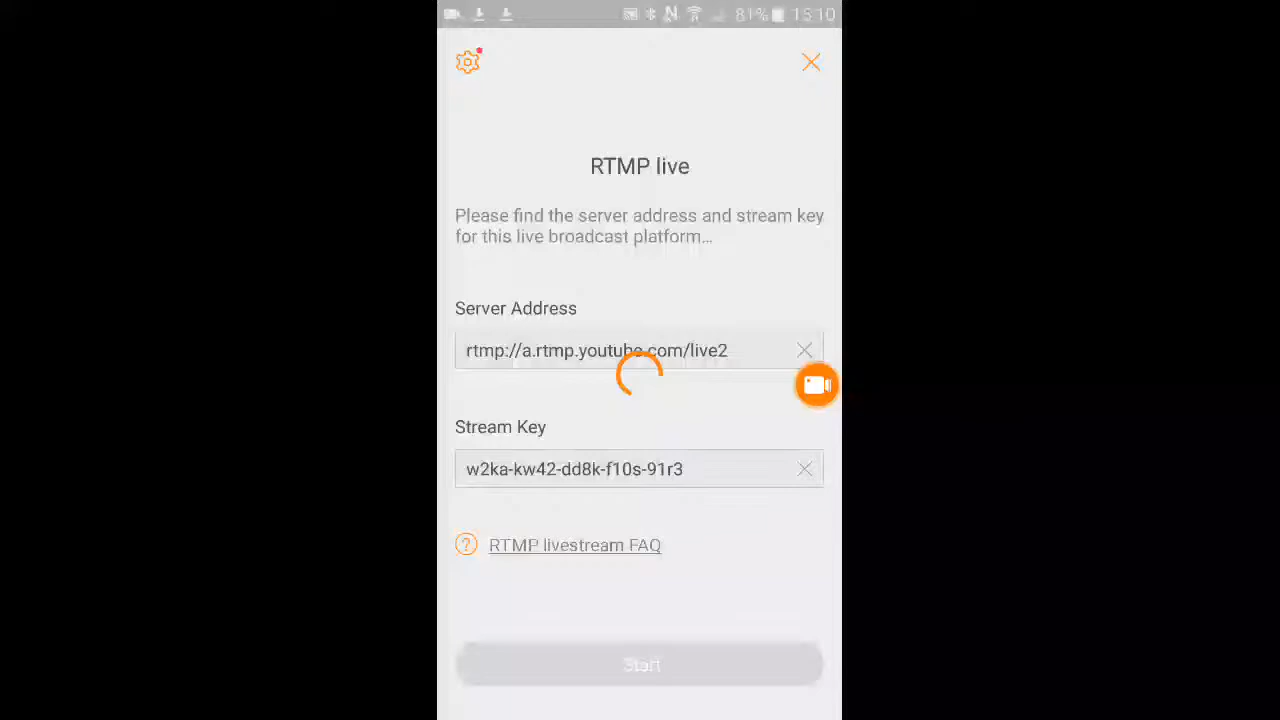 81% 15:10
RTMP live
Please find the server address and stream key
for this live broadcast platform...
Server Address
rtmp://a.rtmp.youtube.com/live2
Stream Key
w2ka-kw42-dd8k-f10s-91r3
? RTMP livestream FAQ
Start